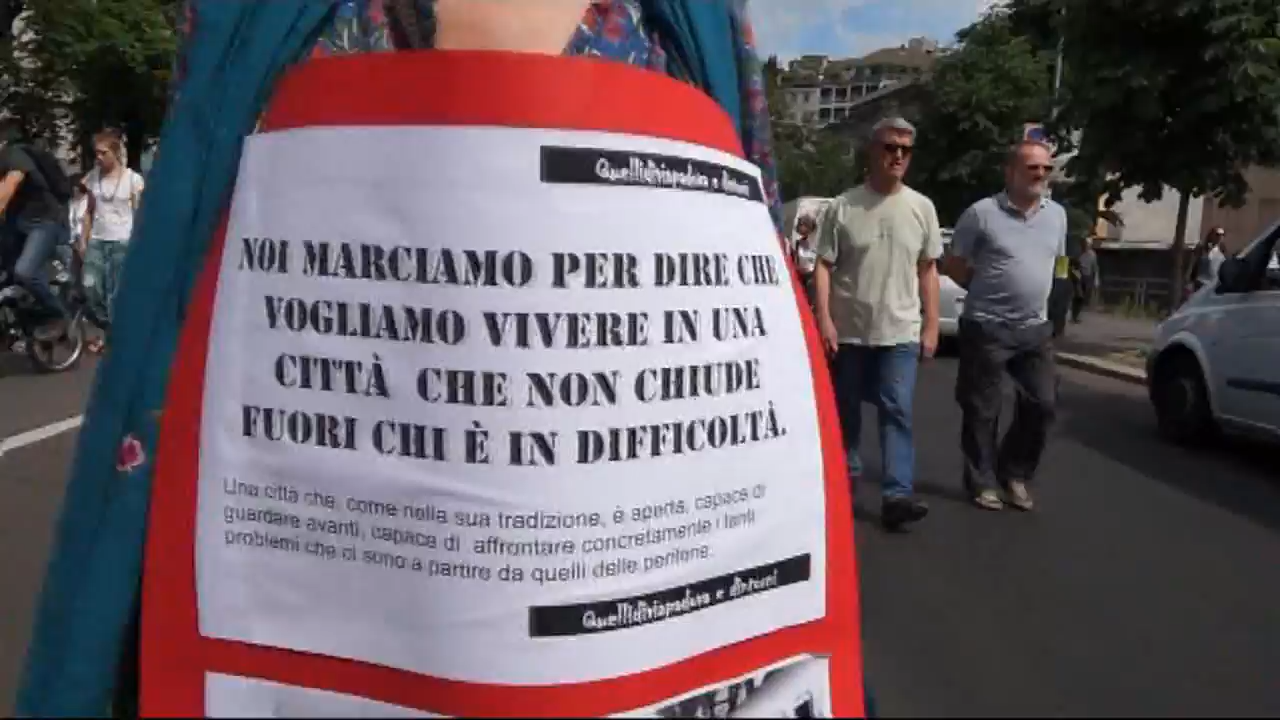 Quellidiviapadova e dintorni
NOI MARCIAMO PER DIRE CHE
VOGLIAMO VIVERE IN UNA
CITTÀ CHE NON CHIUDE
FUORI CHI È IN DIFFICOLTÀ.
Una città che, come nella sua tradizione, è aperta, capace di
guardare avanti, capace di affrontare concretamente i tanti
problemi che ci sono a partire da quelli delle periferie.
Quellidiviapadova e dintorni